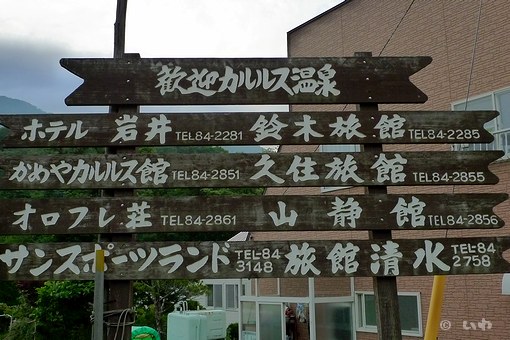 歓迎カルルス温泉
ホテル 岩井 TEL84-2281 鈴木旅館 TEL84-2285
かわやカルルス館 TEL84-2851 久住旅館 TEL84-2855
オロフレ荘 TEL84-2861 山静館 TEL84-2856
サンスポーツランド TEL84-3148 旅館清水 TEL84-2758
© いわ